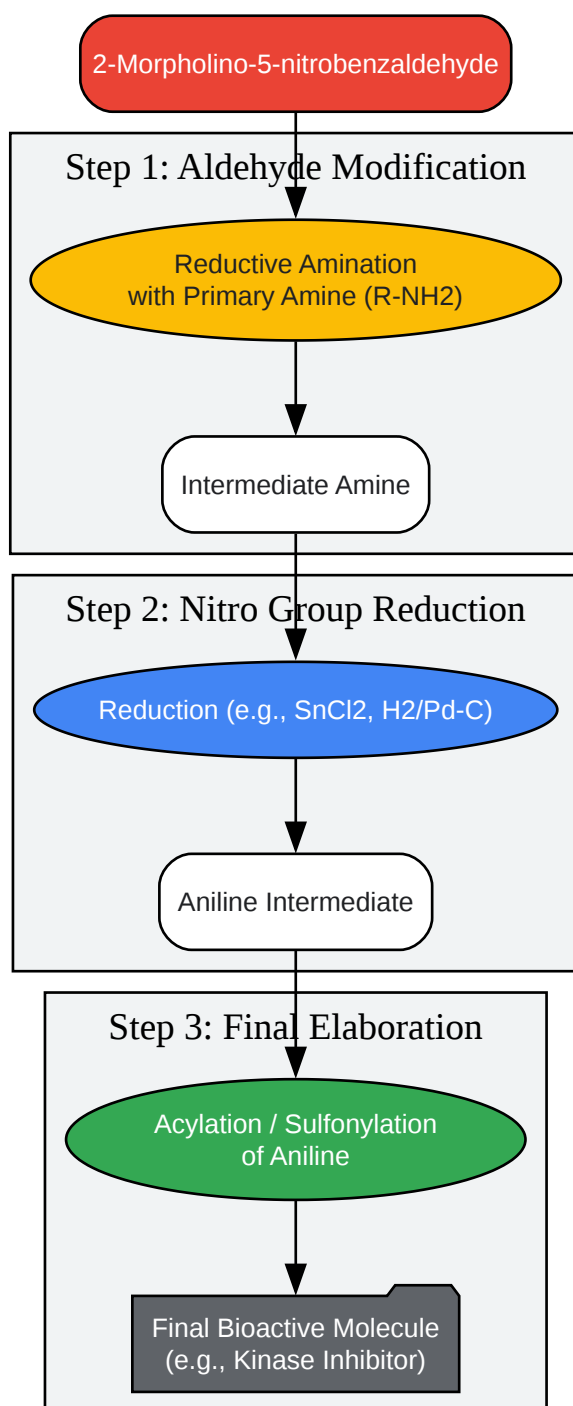 2-Morpholino-5-nitrobenzaldehyde
Step 1: Aldehyde Modification
Reductive Amination
with Primary Amine (R-NH2)
Intermediate Amine
Step 2: Nitro Group Reduction
Reduction (e.g., SnCl2, H2/Pd-C)
Aniline Intermediate
Step 3: Final Elaboration
Acylation / Sulfonylation
of Aniline
Final Bioactive Molecule
(e.g., Kinase Inhibitor)